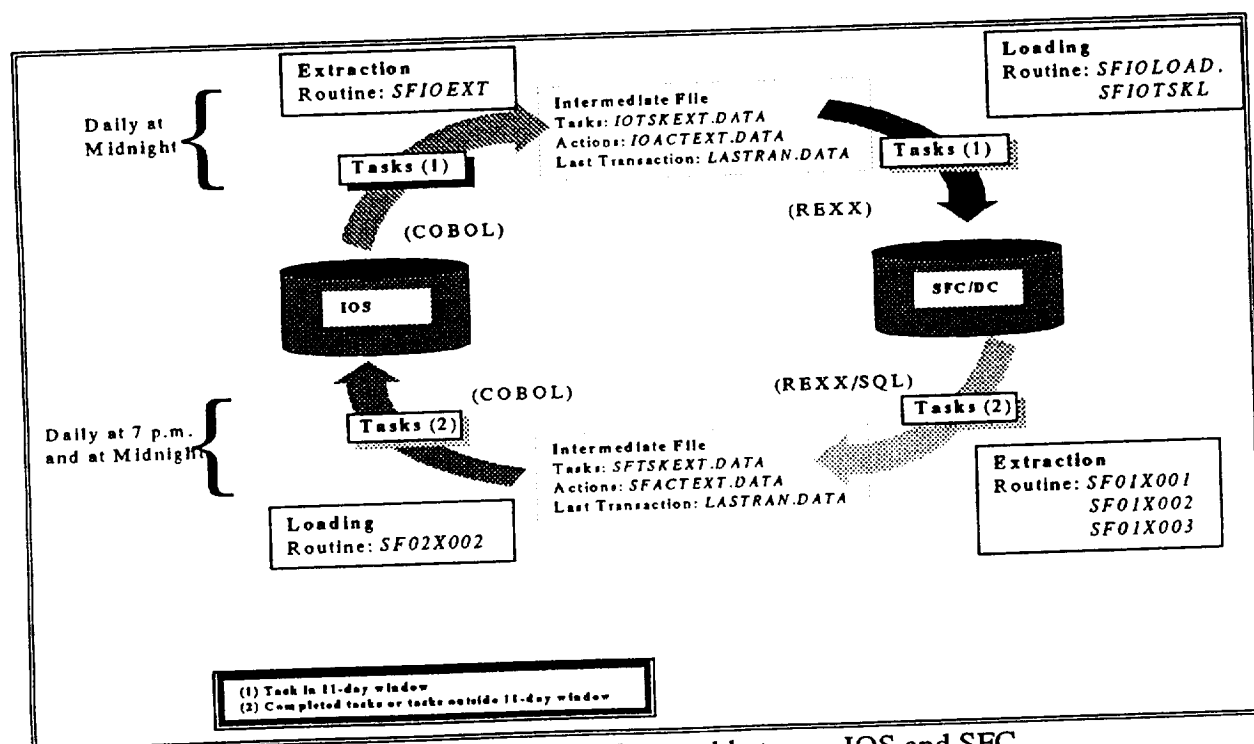 Extraction
Routine: SFIOEXT
Loading
Routine: SFIOLOAD.
SFIOTSKL
Daily at
Midnight
Intermediate File
Tasks: IOTSKEXT.DATA
Actions: IOACTEXT.DATA
Last Transaction: LASTRAN.DATA
Tasks (1)
Tasks (1)
(COBOL)
(REXX)
IOS
SFC/DC
(COBOL)
(REXX/SQL)
Tasks (2)
Tasks (2)
Daily at 7 p.m.
and at Midnight
Intermediate File
Tasks: SFTSKEXT.DATA
Actions: SFACTEXT.DATA
Last Transaction: LASTRAN.DATA
Loading
Routine: SF02X002
Extraction
Routine: SF01X001
SF01X002
SF01X003
(1) Task in 11-day window
(2) Completed tasks or tasks outside 11-day window
between IOS and SFC